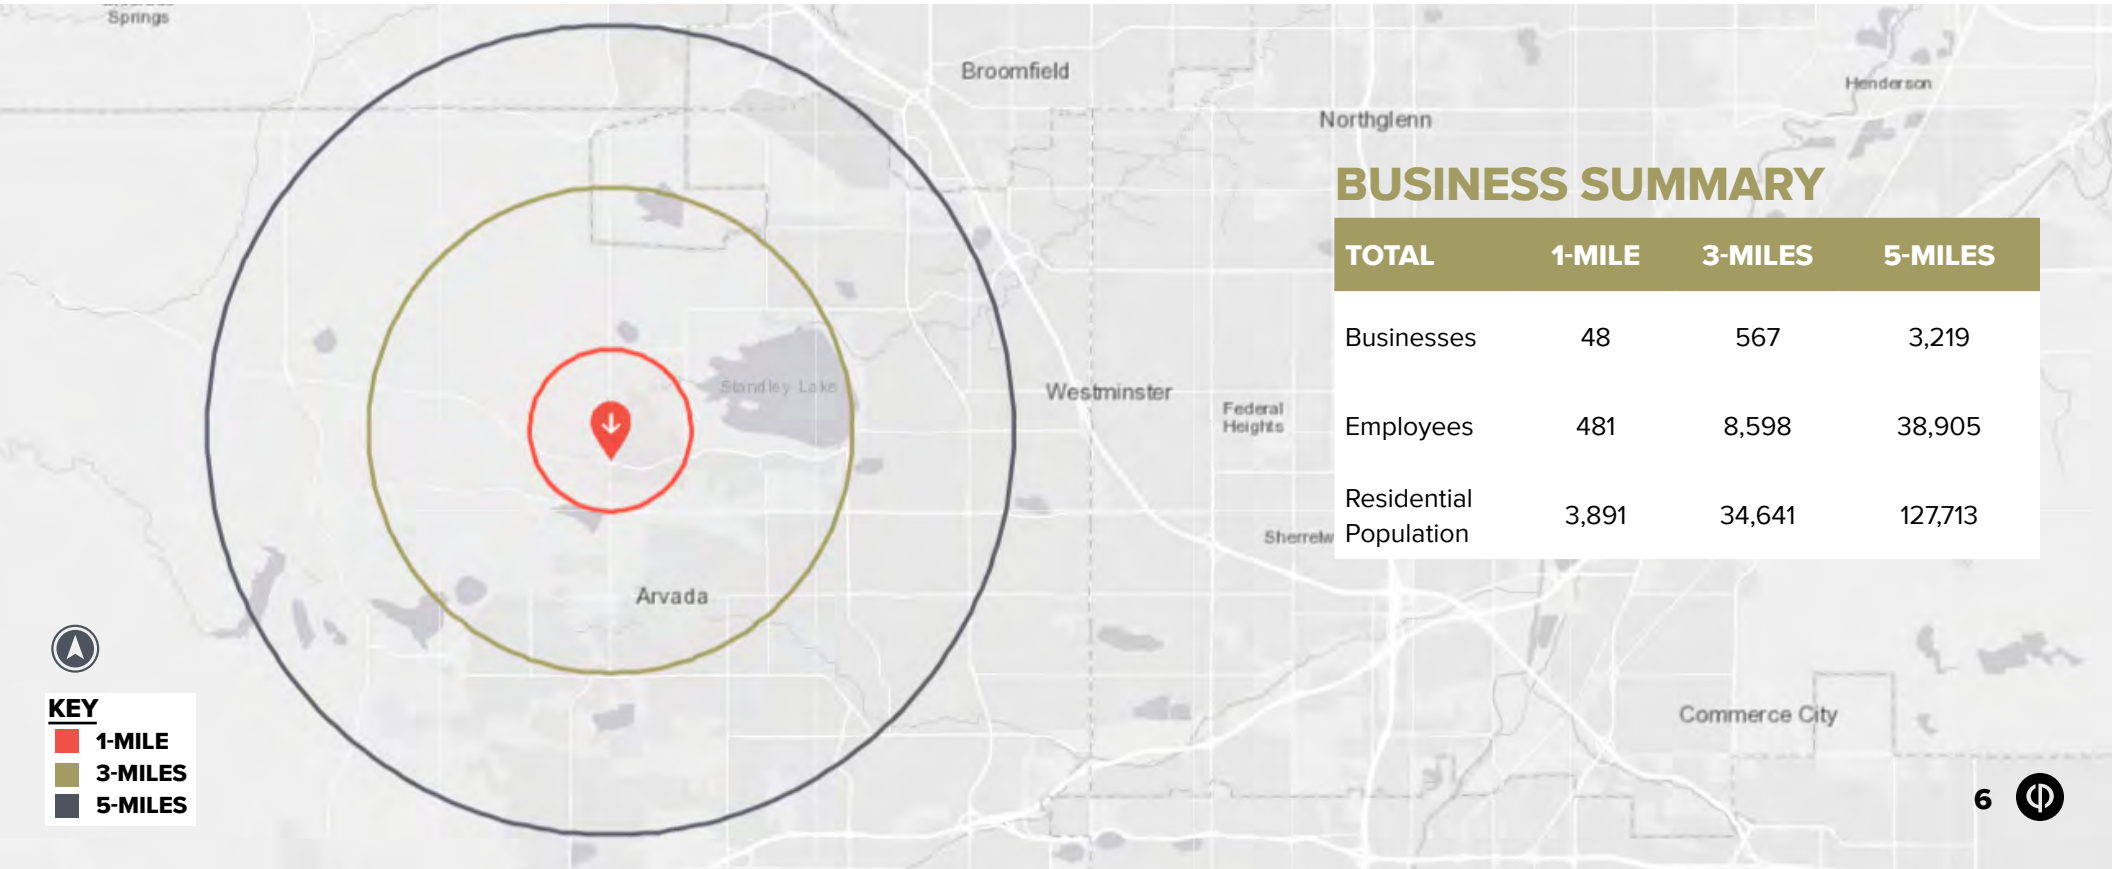 Springs
Broomfield
Henderson
Northglenn
BUSINESS SUMMARY
TOTAL 1-MILE 3-MILES 5-MILES
Businesses 48 567 3,219
Employees 481 8,598 38,905
Residential
Population 3,891 34,641 127,713
Standley Lake
Westminster
Federal
Heights
Sherrelw
Arvada
Commerce City
KEY
1-MILE
3-MILES
5-MILES
6